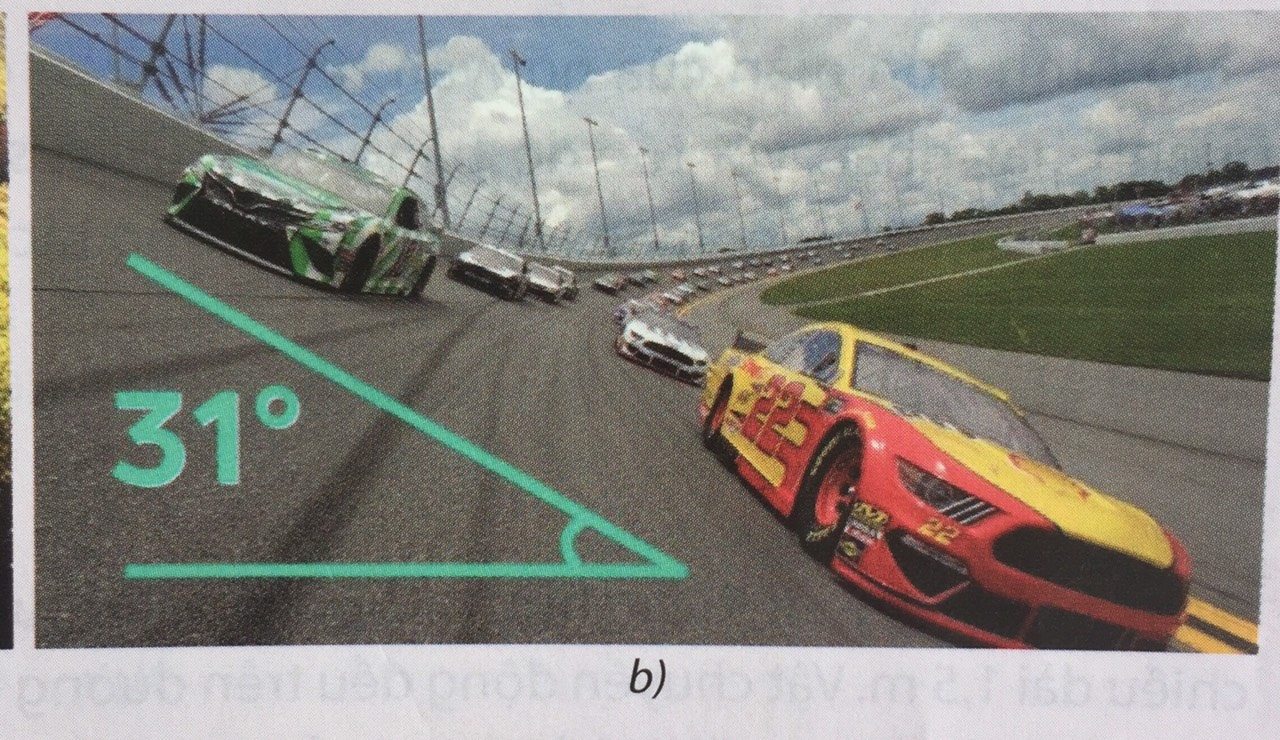 31°
22
22
b)
chiều dài 1,5 m. Vật chuyển động đều trên đường